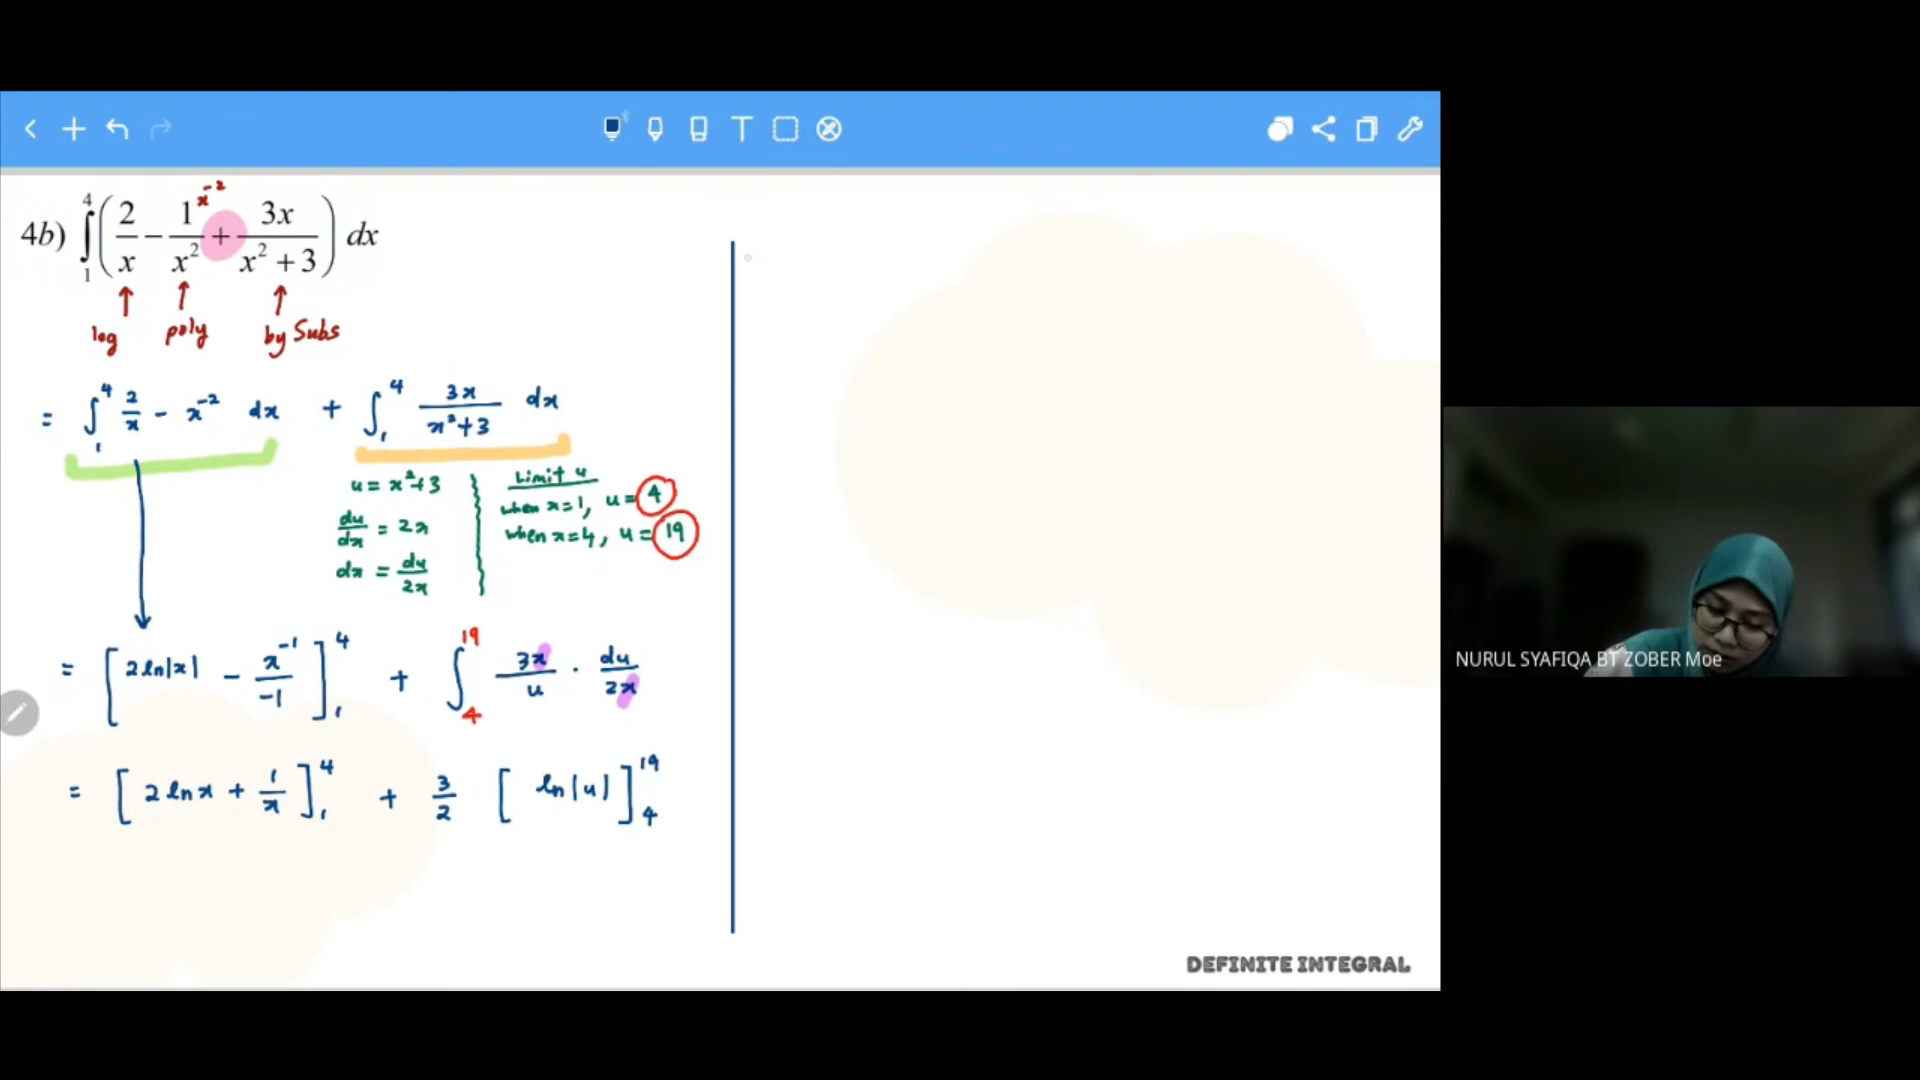 4b) ∫₁⁴ (2/x − 1/x² + 3x/(x² + 3)) dx
x⁻²
↑ ↑ ↑
log poly by Subs
= ∫₁⁴ 2/x − x⁻² dx + ∫₁⁴ 3x/(x²+3) dx
u = x²+3
du/dx = 2x
dx = du/2x
Limit u
when x=1, u= 4
when x=4, u= 19
= [2 ln|x| − x⁻¹/−1]₁⁴ + ∫₄¹⁹ 3x/u · du/2x
= [2 ln x + 1/x]₁⁴ + 3/2 [ln|u|]₄¹⁹
DEFINITE INTEGRAL
NURUL SYAFIQA BT ZOBER Moe